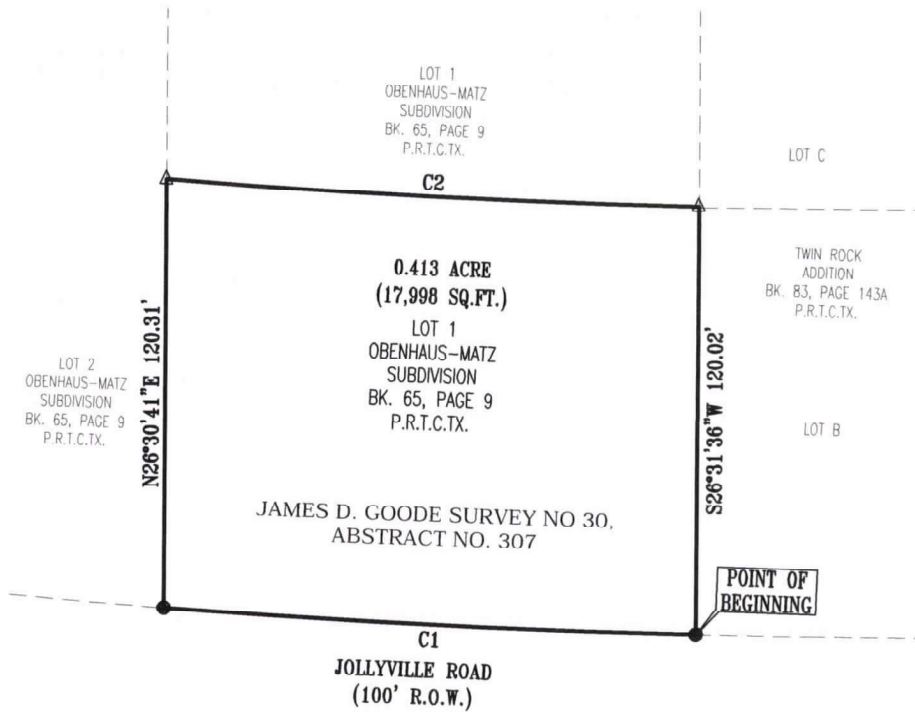 LOT 1
OBENHAUS-MATZ
SUBDIVISION
BK. 65, PAGE 9
P.R.T.C.TX.
LOT C
C2
0.413 ACRE
(17,998 SQ.FT.)
LOT 1
OBENHAUS-MATZ
SUBDIVISION
BK. 65, PAGE 9
P.R.T.C.TX.
TWIN ROCK
ADDITION
BK. 83, PAGE 143A
P.R.T.C.TX.
N26°30'41"E 120.31'
S26°31'36"W 120.02'
LOT 2
OBENHAUS-MATZ
SUBDIVISION
BK. 65, PAGE 9
P.R.T.C.TX.
LOT B
JAMES D. GOODE SURVEY NO 30,
ABSTRACT NO. 307
POINT OF
BEGINNING
C1
JOLLYVILLE ROAD
(100' R.O.W.)